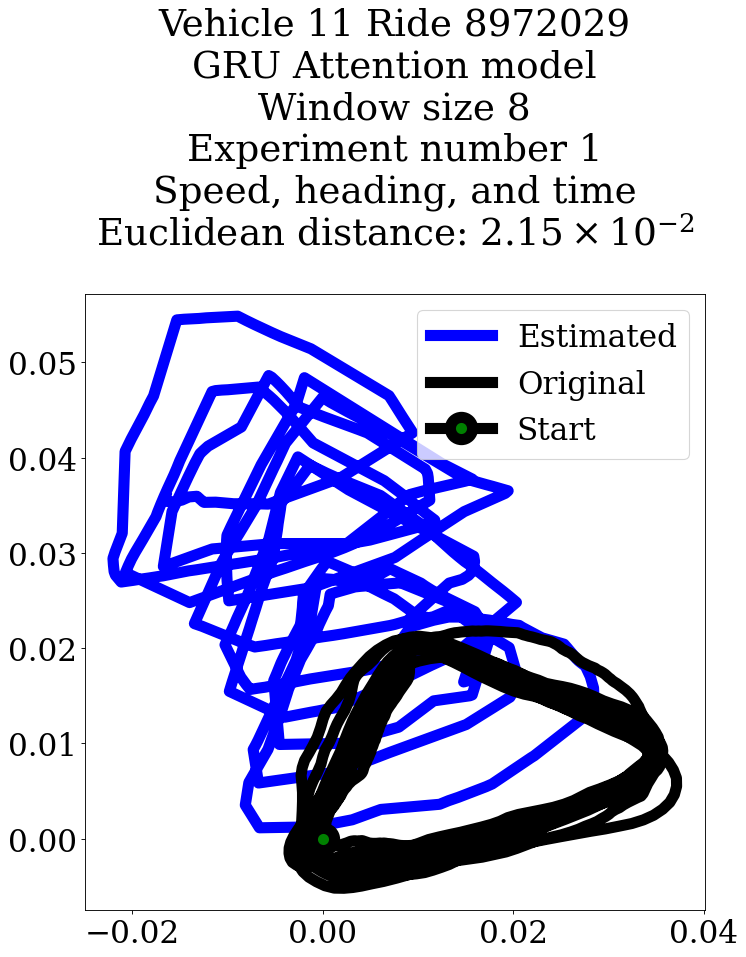 Vehicle 11 Ride 8972029
GRU Attention model
Window size 8
Experiment number 1
Speed, heading, and time
Euclidean distance: 2.15 × 10⁻²
Estimated
Original
Start
0.05
0.04
0.03
0.02
0.01
0.00
−0.02
0.00
0.02
0.04